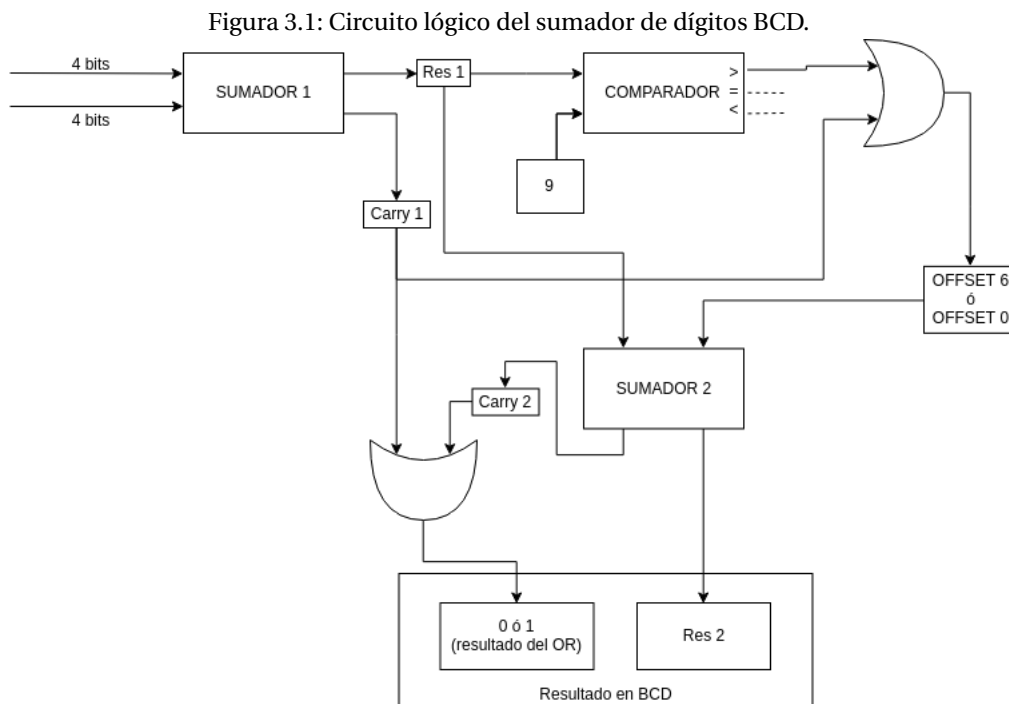 Figura 3.1: Circuito lógico del sumador de dígitos BCD.
4 bits
4 bits
SUMADOR 1
Res 1
COMPARADOR
>
=
<
9
Carry 1
OFFSET 6
ó
OFFSET 0
SUMADOR 2
Carry 2
0 ó 1
(resultado del OR)
Res 2
Resultado en BCD